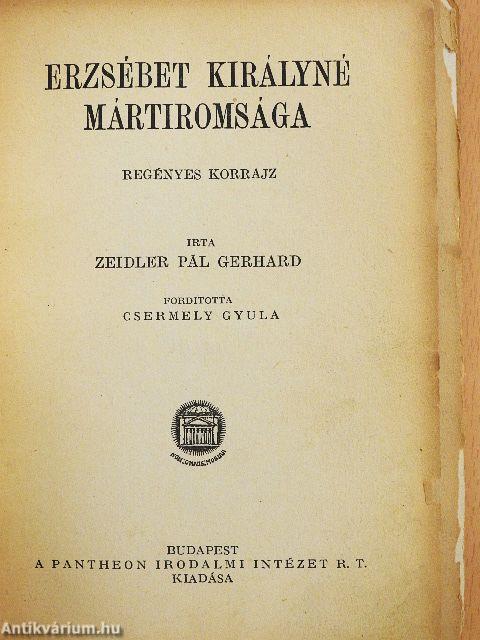 ERZSÉBET KIRÁLYNÉ
MÁRTIROMSÁGA
REGÉNYES KORRAJZ
IRTA
ZEIDLER PÁL GERHARD
FORDITOTTA
CSERMELY GYULA
BUDAPEST
A PANTHEON IRODALMI INTÉZET R. T.
KIADÁSA
Antikvárium.hu